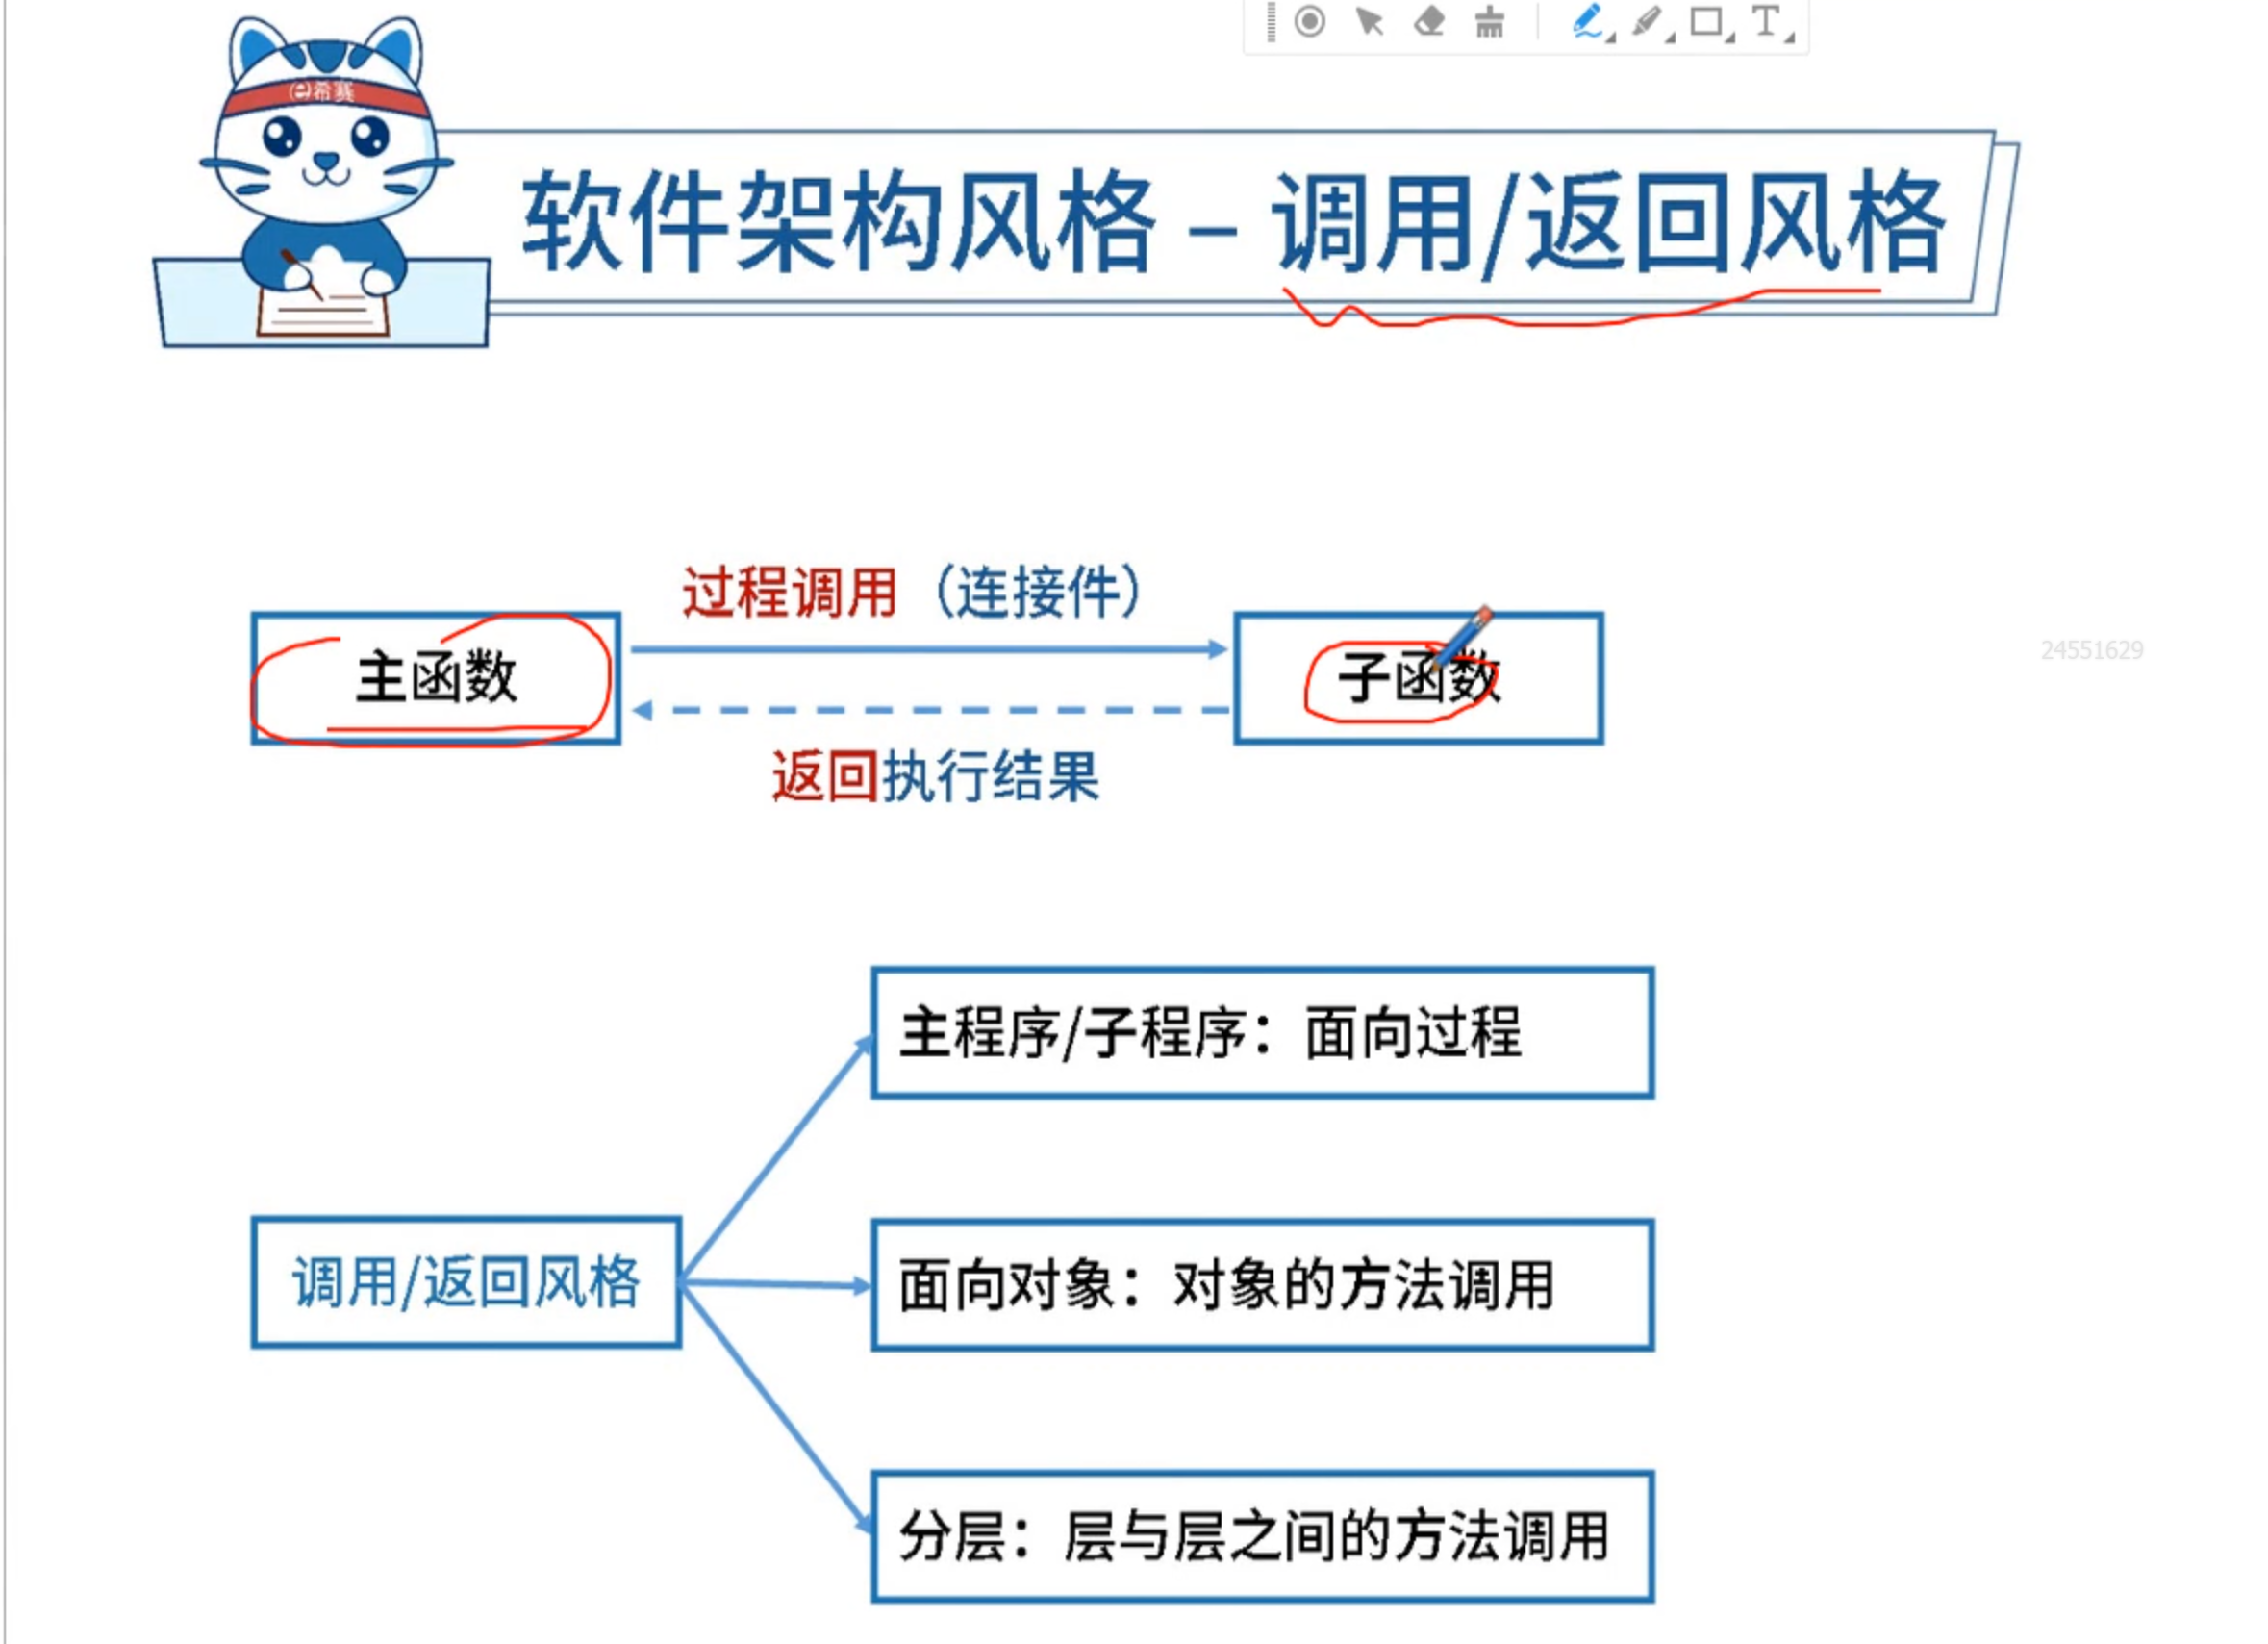 T
希赛
软件架构风格 – 调用/返回风格
过程调用（连接件）
主函数
子函数
24551629
返回执行结果
主程序/子程序：面向过程
调用/返回风格
面向对象：对象的方法调用
分层：层与层之间的方法调用